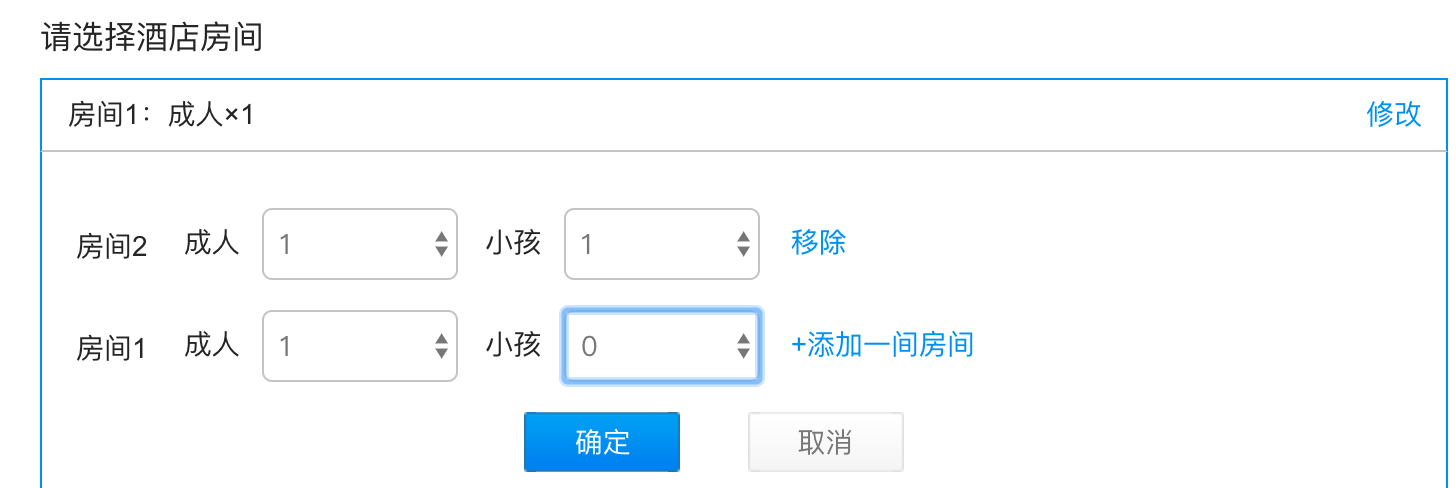 请选择酒店房间
房间1：成人×1 修改
房间2 成人 1 小孩 1 移除
房间1 成人 1 小孩 0 +添加一间房间
确定 取消